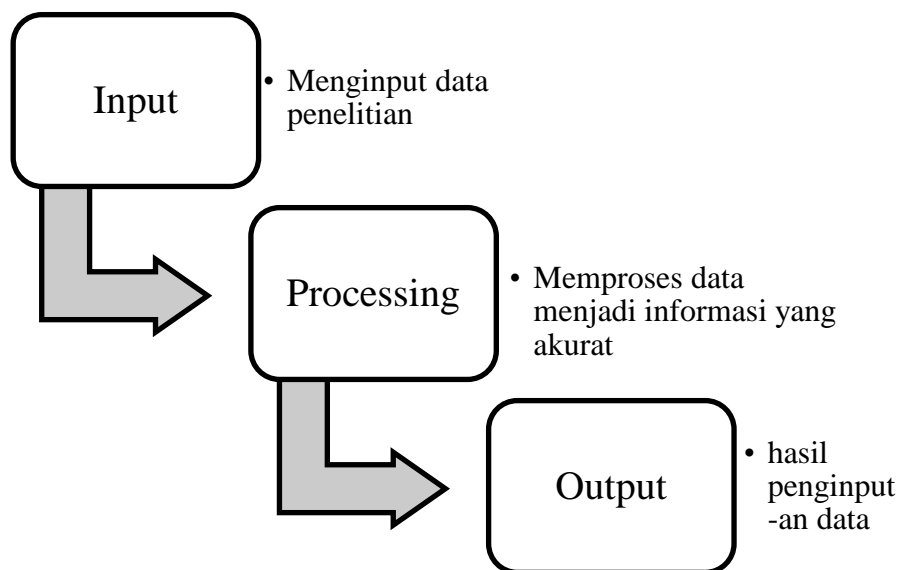 Input
• Menginput data
penelitian
Processing
• Memproses data
menjadi informasi yang
akurat
Output
• hasil
penginput
-an data